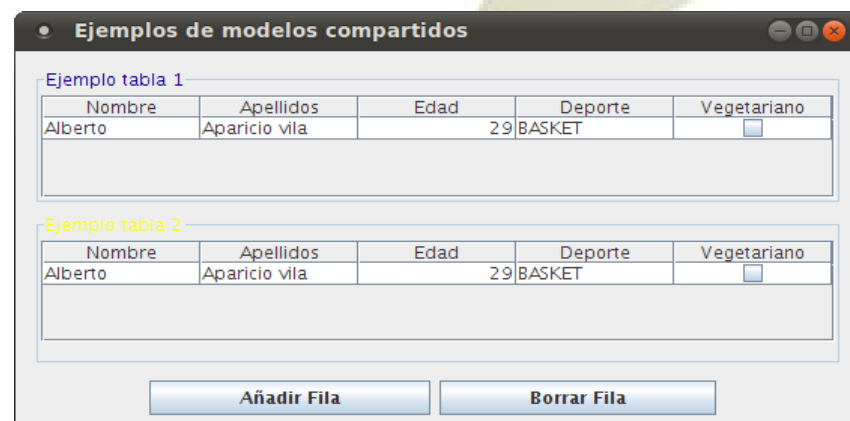 Ejemplos de modelos compartidos
Ejemplo tabla 1
Nombre Apellidos Edad Deporte Vegetariano
Alberto Aparicio vila 29 BASKET
Ejemplo tabla 2
Nombre Apellidos Edad Deporte Vegetariano
Alberto Aparicio vila 29 BASKET
Añadir Fila Borrar Fila